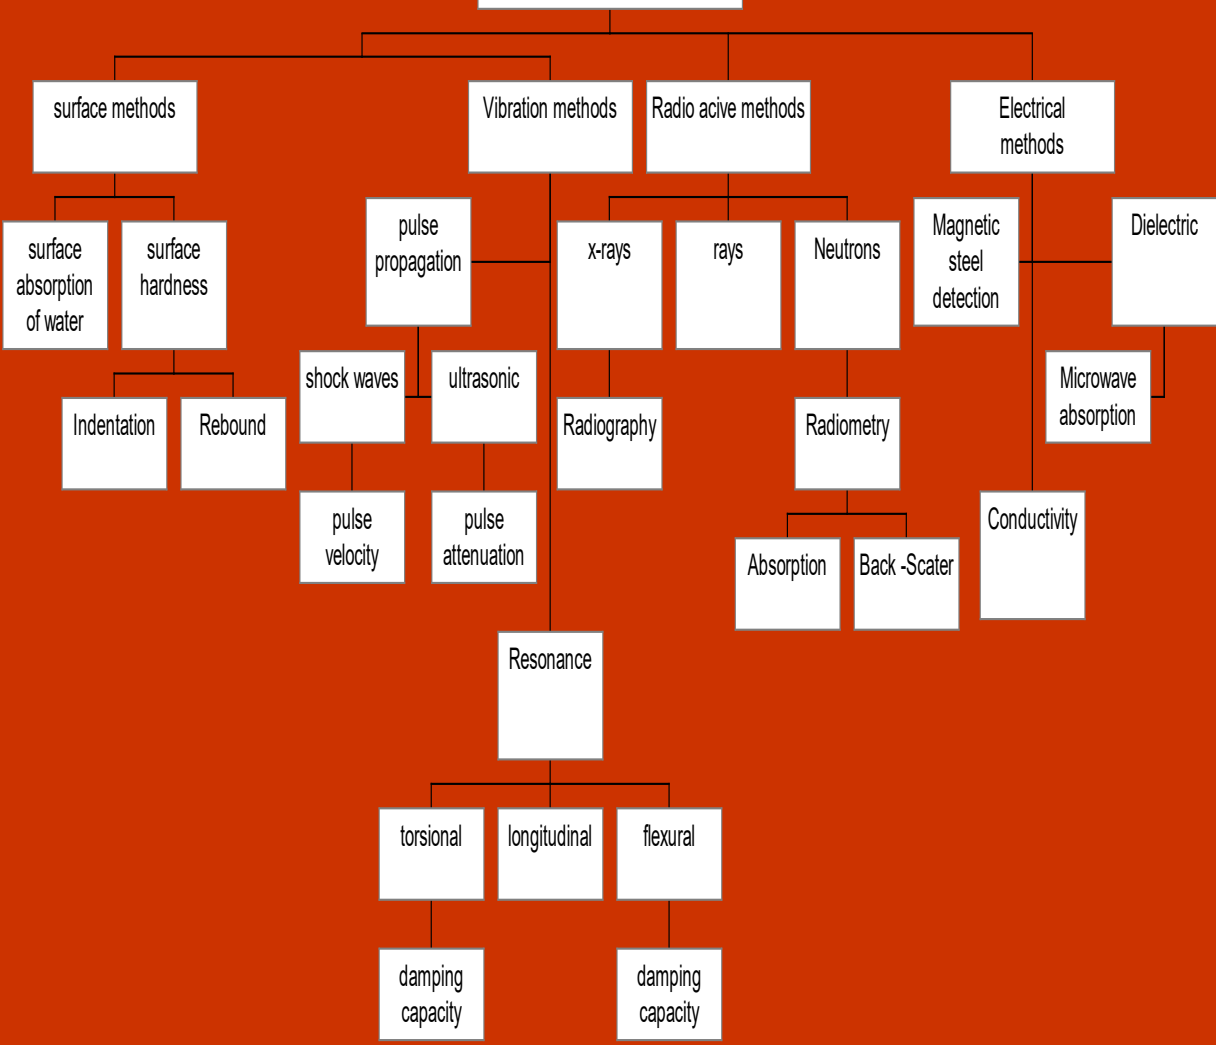 surface methods
Vibration methods
Radio acive methods
Electrical
methods
surface
absorption
of water
surface
hardness
pulse
propagation
x-rays
rays
Neutrons
Magnetic
steel
detection
Dielectric
Indentation
Rebound
shock waves
ultrasonic
Radiography
Radiometry
Microwave
absorption
pulse
velocity
pulse
attenuation
Absorption
Back -Scater
Conductivity
Resonance
torsional
longitudinal
flexural
damping
capacity
damping
capacity